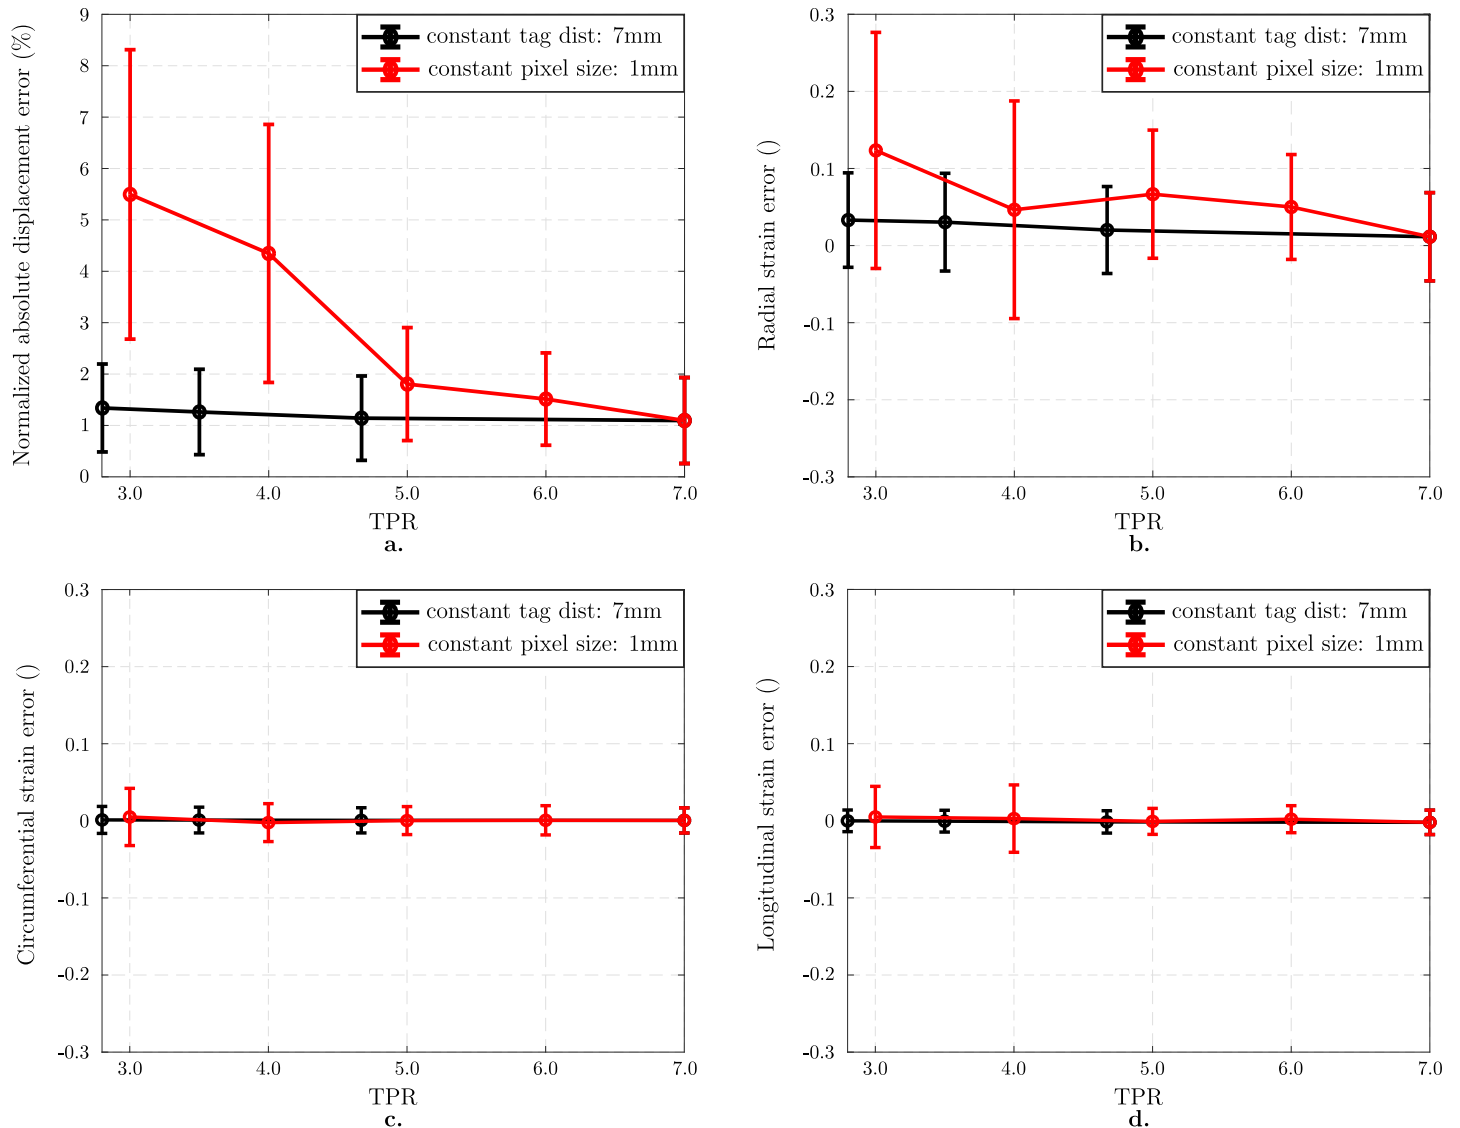 Normalized absolute displacement error (%)
9
8
7
6
5
4
3
2
1
0
constant tag dist: 7mm
constant pixel size: 1mm
3.0 4.0 5.0 6.0 7.0
TPR
a.
Radial strain error ()
0.3
0.2
0.1
0
-0.1
-0.2
-0.3
constant tag dist: 7mm
constant pixel size: 1mm
3.0 4.0 5.0 6.0 7.0
TPR
b.
Circumferential strain error ()
0.3
0.2
0.1
0
-0.1
-0.2
-0.3
constant tag dist: 7mm
constant pixel size: 1mm
3.0 4.0 5.0 6.0 7.0
TPR
c.
Longitudinal strain error ()
0.3
0.2
0.1
0
-0.1
-0.2
-0.3
constant tag dist: 7mm
constant pixel size: 1mm
3.0 4.0 5.0 6.0 7.0
TPR
d.